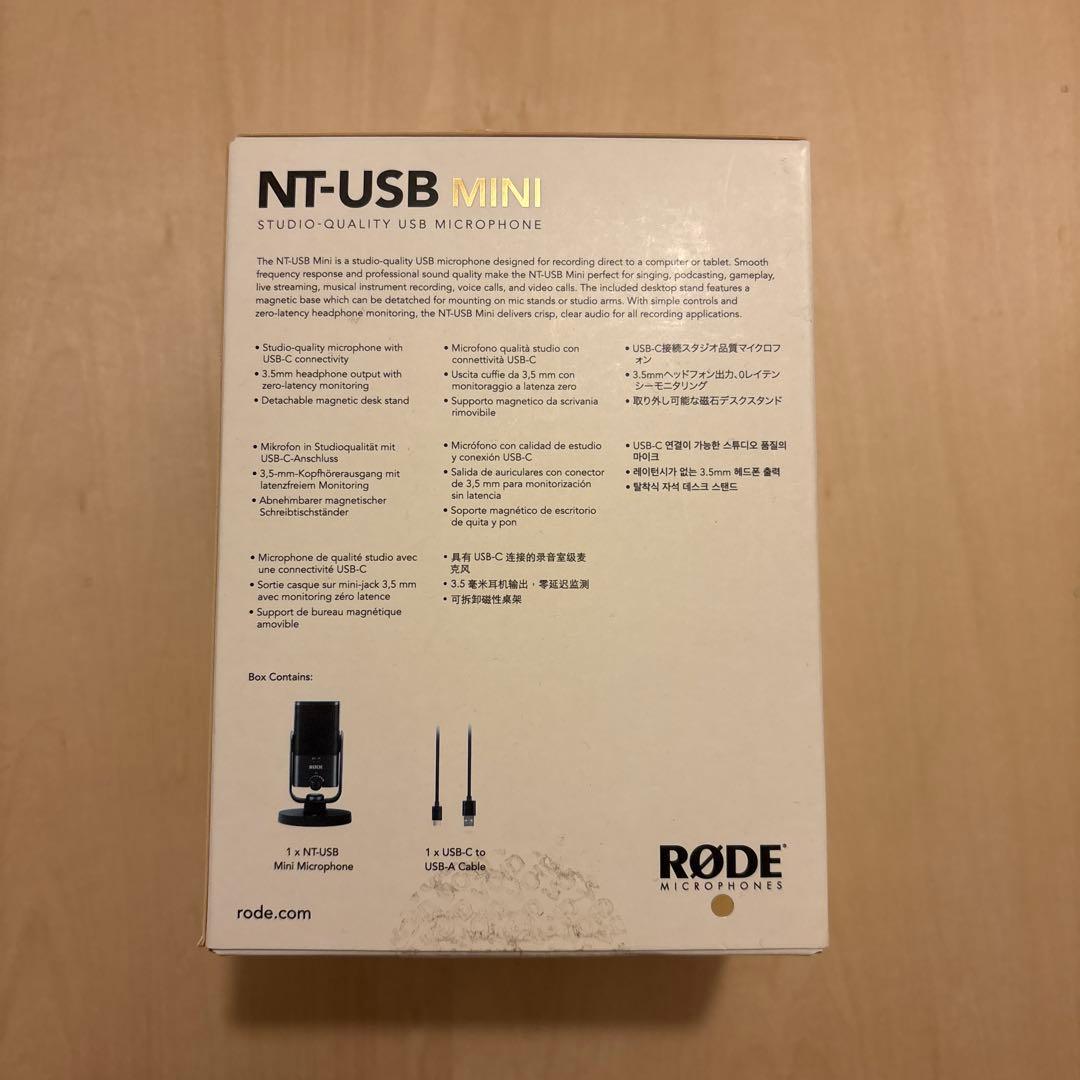 NT-USB MINI
STUDIO-QUALITY USB MICROPHONE
The NT-USB Mini is a studio-quality USB microphone designed for recording direct to a computer or tablet. Smooth
frequency response and professional sound quality make the NT-USB Mini perfect for singing, podcasting, gameplay,
live streaming, musical instrument recording, voice calls, and video calls. The included desktop stand features a
magnetic base which can be detatched for mounting on mic stands or studio arms. With simple controls and
zero-latency headphone monitoring, the NT-USB Mini delivers crisp, clear audio for all recording applications.
• Studio-quality microphone with
USB-C connectivity
• 3.5mm headphone output with
zero-latency monitoring
• Detachable magnetic desk stand
• Microfono qualità studio con
connettività USB-C
• Uscita cuffie da 3,5 mm con
monitoraggio a latenza zero
• Supporto magnetico da scrivania
rimovibile
• USB-C接続スタジオ品質マイクロフ
ォン
• 3.5mmヘッドフォン出力、0レイテン
シーモニタリング
• 取り外し可能な磁石デスクスタンド
• Mikrofon in Studioqualität mit
USB-C-Anschluss
• 3,5-mm-Kopfhörerausgang mit
latenzfreiem Monitoring
• Abnehmbarer magnetischer
Schreibtischständer
• Micrófono con calidad de estudio
y conexión USB-C
• Salida de auriculares con conector
de 3,5 mm para monitorización
sin latencia
• Soporte magnético de escritorio
de quita y pon
• USB-C 연결이 가능한 스튜디오 품질의
마이크
• 레이턴시가 없는 3.5mm 헤드폰 출력
• 탈착식 자석 데스크 스탠드
• Microphone de qualité studio avec
une connectivité USB-C
• Sortie casque sur mini-jack 3,5 mm
avec monitoring zéro latence
• Support de bureau magnétique
amovible
• 具有 USB-C 连接的录音室级麦
克风
• 3.5 毫米耳机输出，零延迟监测
• 可拆卸磁性桌架
Box Contains:
RØDE
1 x NT-USB
Mini Microphone
1 x USB-C to
USB-A Cable
RØDE
MICROPHONES
rode.com